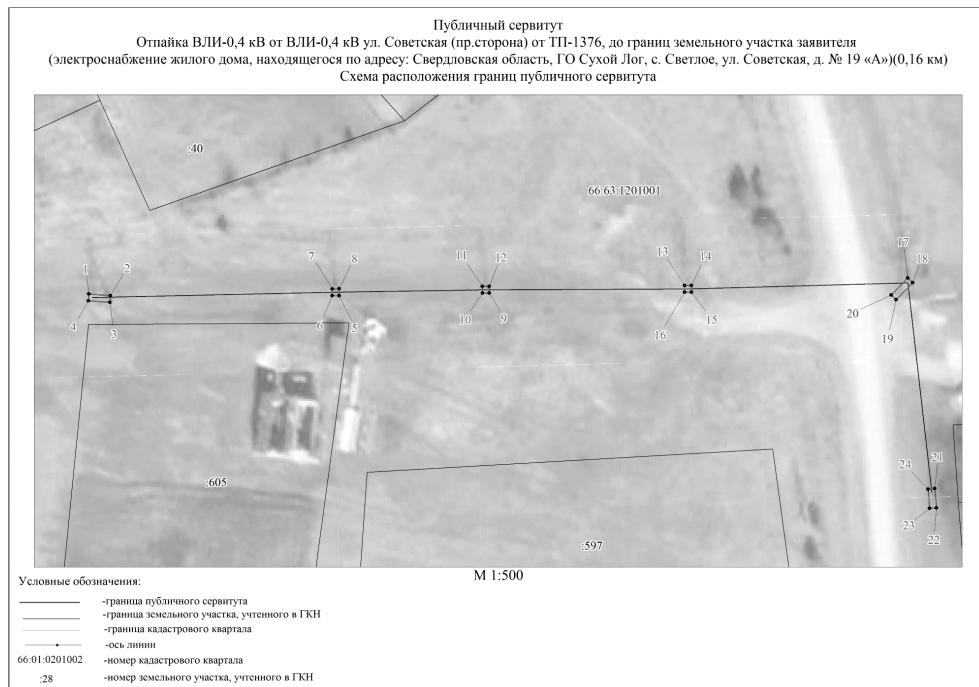 Публичный сервитут
Отпайка ВЛИ-0,4 кВ от ВЛИ-0,4 кВ ул. Советская (пр.сторона) от ТП-1376, до границ земельного участка заявителя
(электроснабжение жилого дома, находящегося по адресу: Свердловская область, ГО Сухой Лог, с. Светлое, ул. Советская, д. № 19 «А»)(0,16 км)
Схема расположения границ публичного сервитута
:40
66:63:1201001
1 2
4 3
7 8
6 5
11 12
10 9
13 14
16 15
17
18
20
19
24 21
23
22
:605
:597
М 1:500
Условные обозначения:
-граница публичного сервитута
-граница земельного участка, учтенного в ГКН
-граница кадастрового квартала
-ось линии
66:01:0201002 -номер кадастрового квартала
:28 -номер земельного участка, учтенного в ГКН